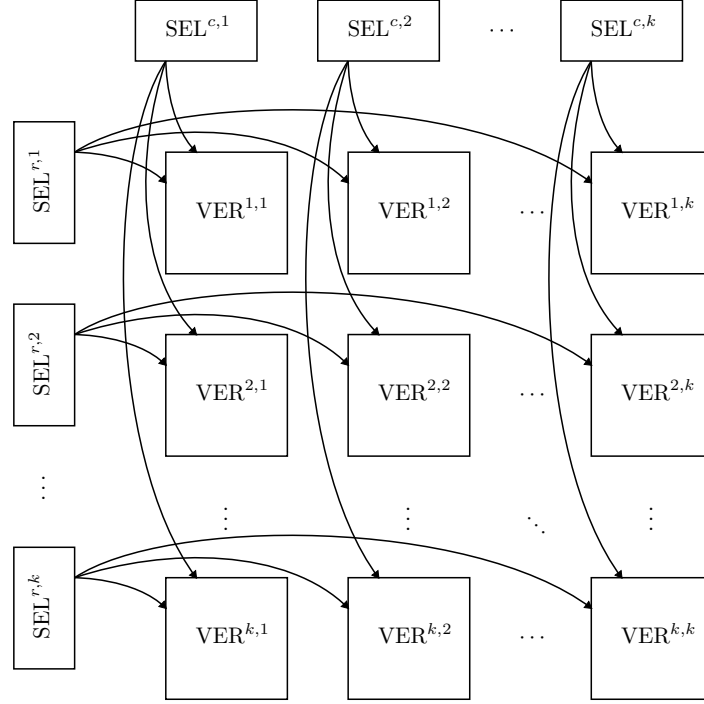 SEL^{c,1} SEL^{c,2} ⋯ SEL^{c,k}
SEL^{r,1} VER^{1,1} VER^{1,2} ⋯ VER^{1,k}
SEL^{r,2} VER^{2,1} VER^{2,2} ⋯ VER^{2,k}
⋮ ⋮ ⋮ ⋱ ⋮
SEL^{r,k} VER^{k,1} VER^{k,2} ⋯ VER^{k,k}